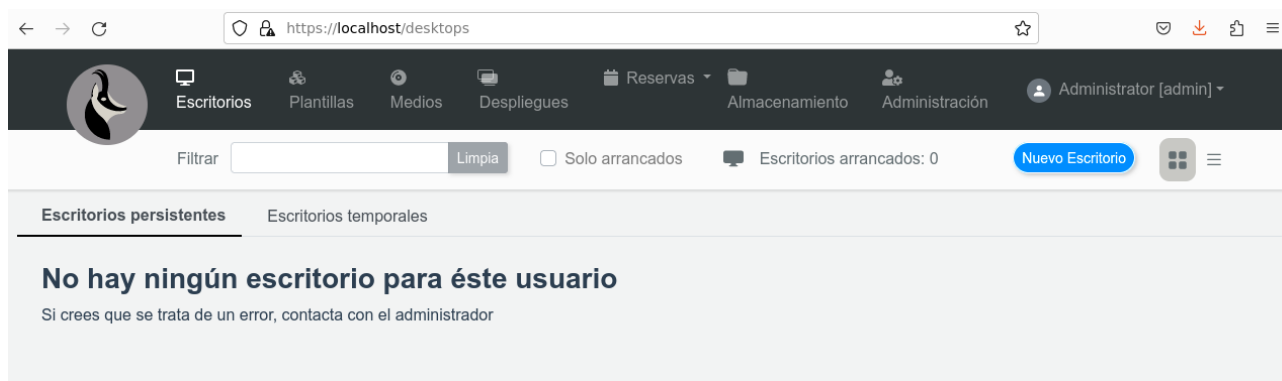 https://localhost/desktops
Escritorios Plantillas Medios Despliegues Reservas Almacenamiento Administración Administrator [admin]
Filtrar Limpia Solo arrancados Escritorios arrancados: 0 Nuevo Escritorio
Escritorios persistentes Escritorios temporales
No hay ningún escritorio para éste usuario
Si crees que se trata de un error, contacta con el administrador